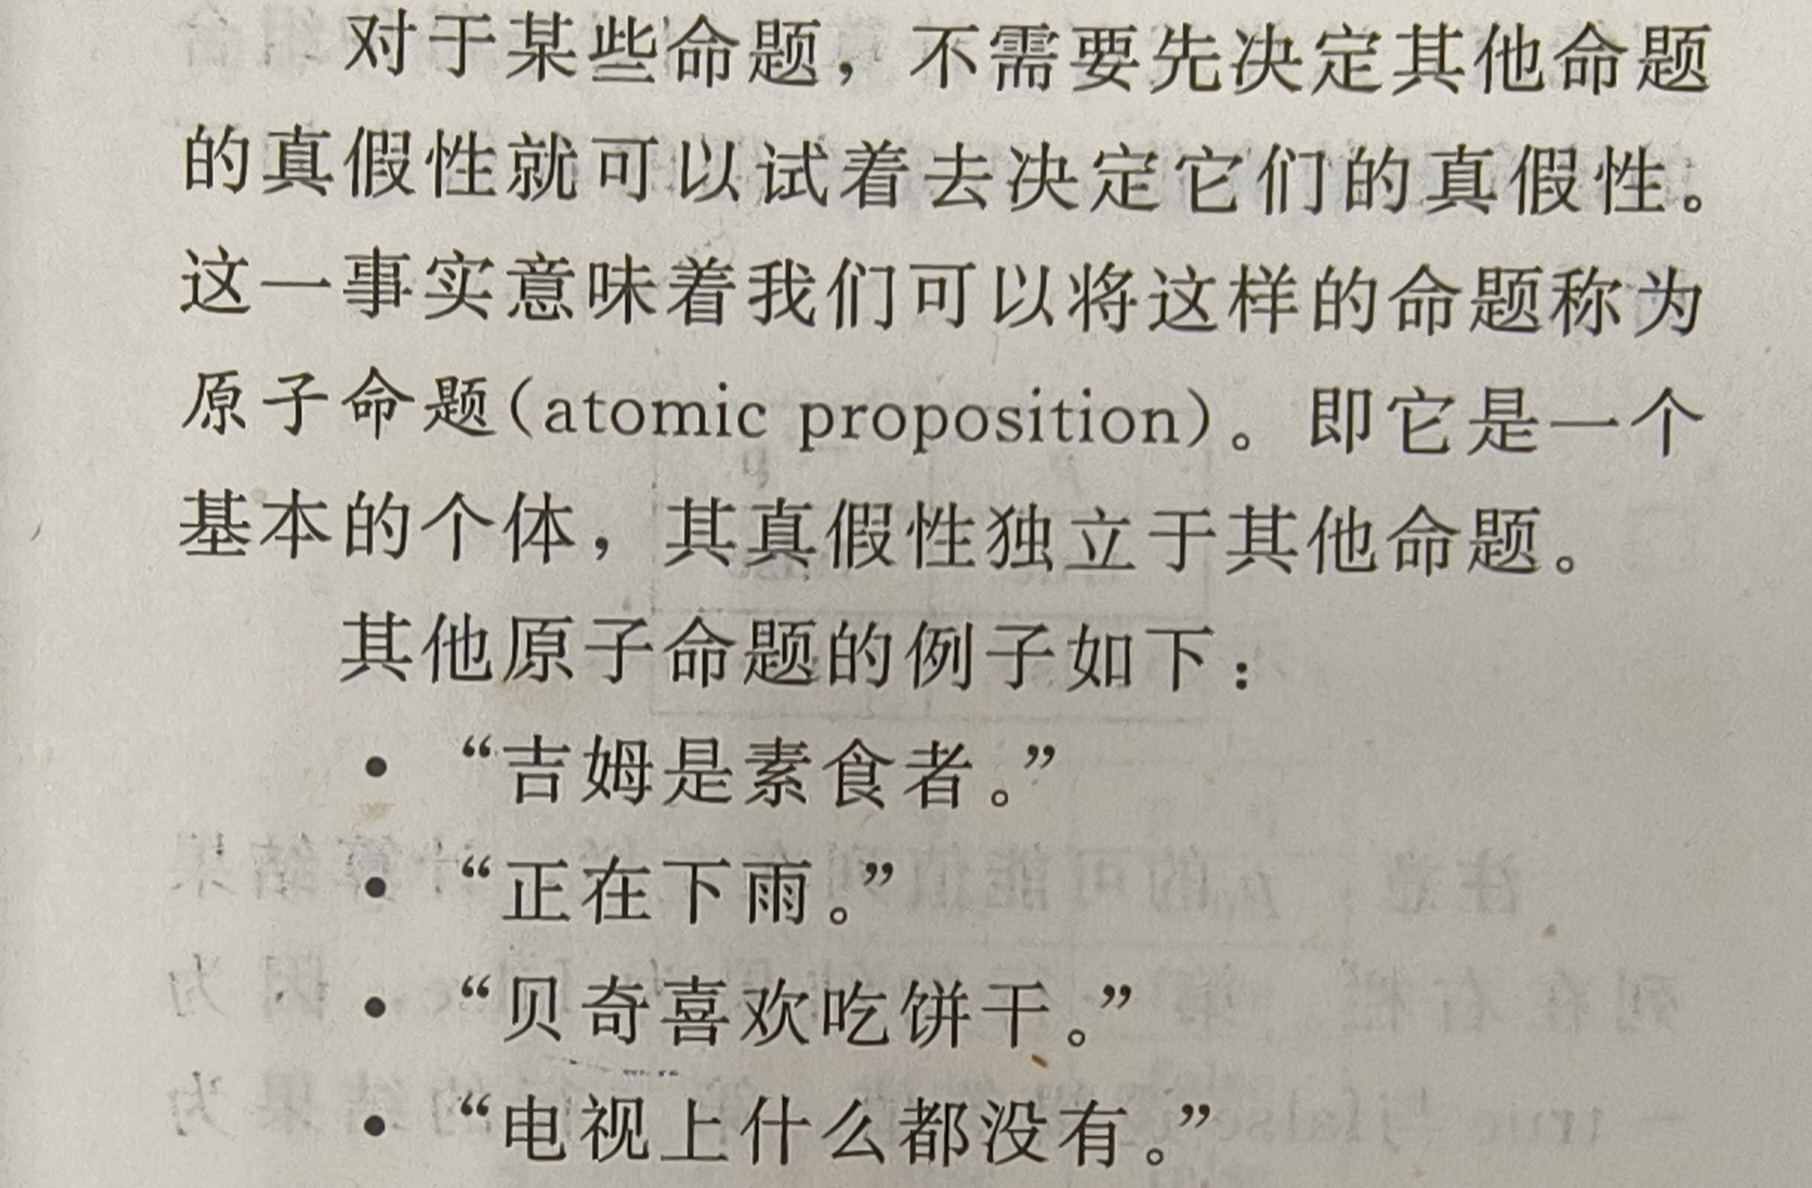 对于某些命题，不需要先决定其他命题
的真假性就可以试着去决定它们的真假性。
这一事实意味着我们可以将这样的命题称为
原子命题(atomic proposition)。即它是一个
基本的个体，其真假性独立于其他命题。
其他原子命题的例子如下：
• “吉姆是素食者。”
• “正在下雨。”
• “贝奇喜欢吃饼干。”
• “电视上什么都没有。”